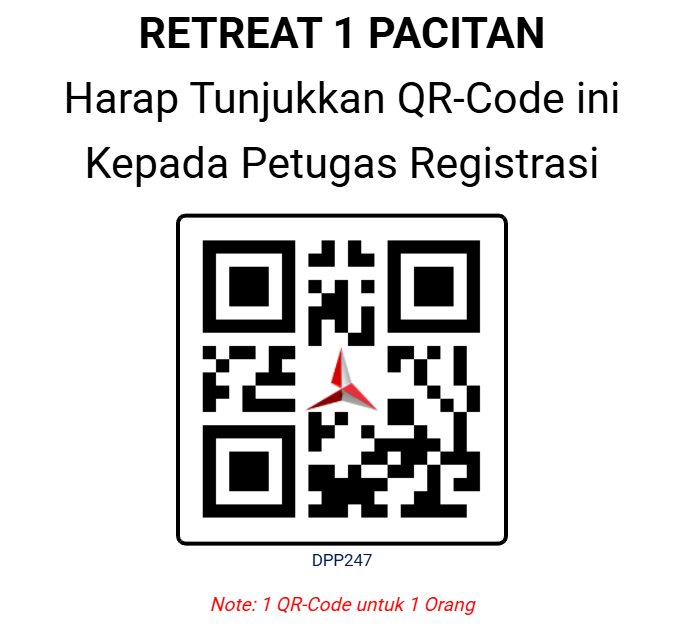 RETREAT 1 PACITAN
Harap Tunjukkan QR-Code ini
Kepada Petugas Registrasi
DPP247
Note: 1 QR-Code untuk 1 Orang